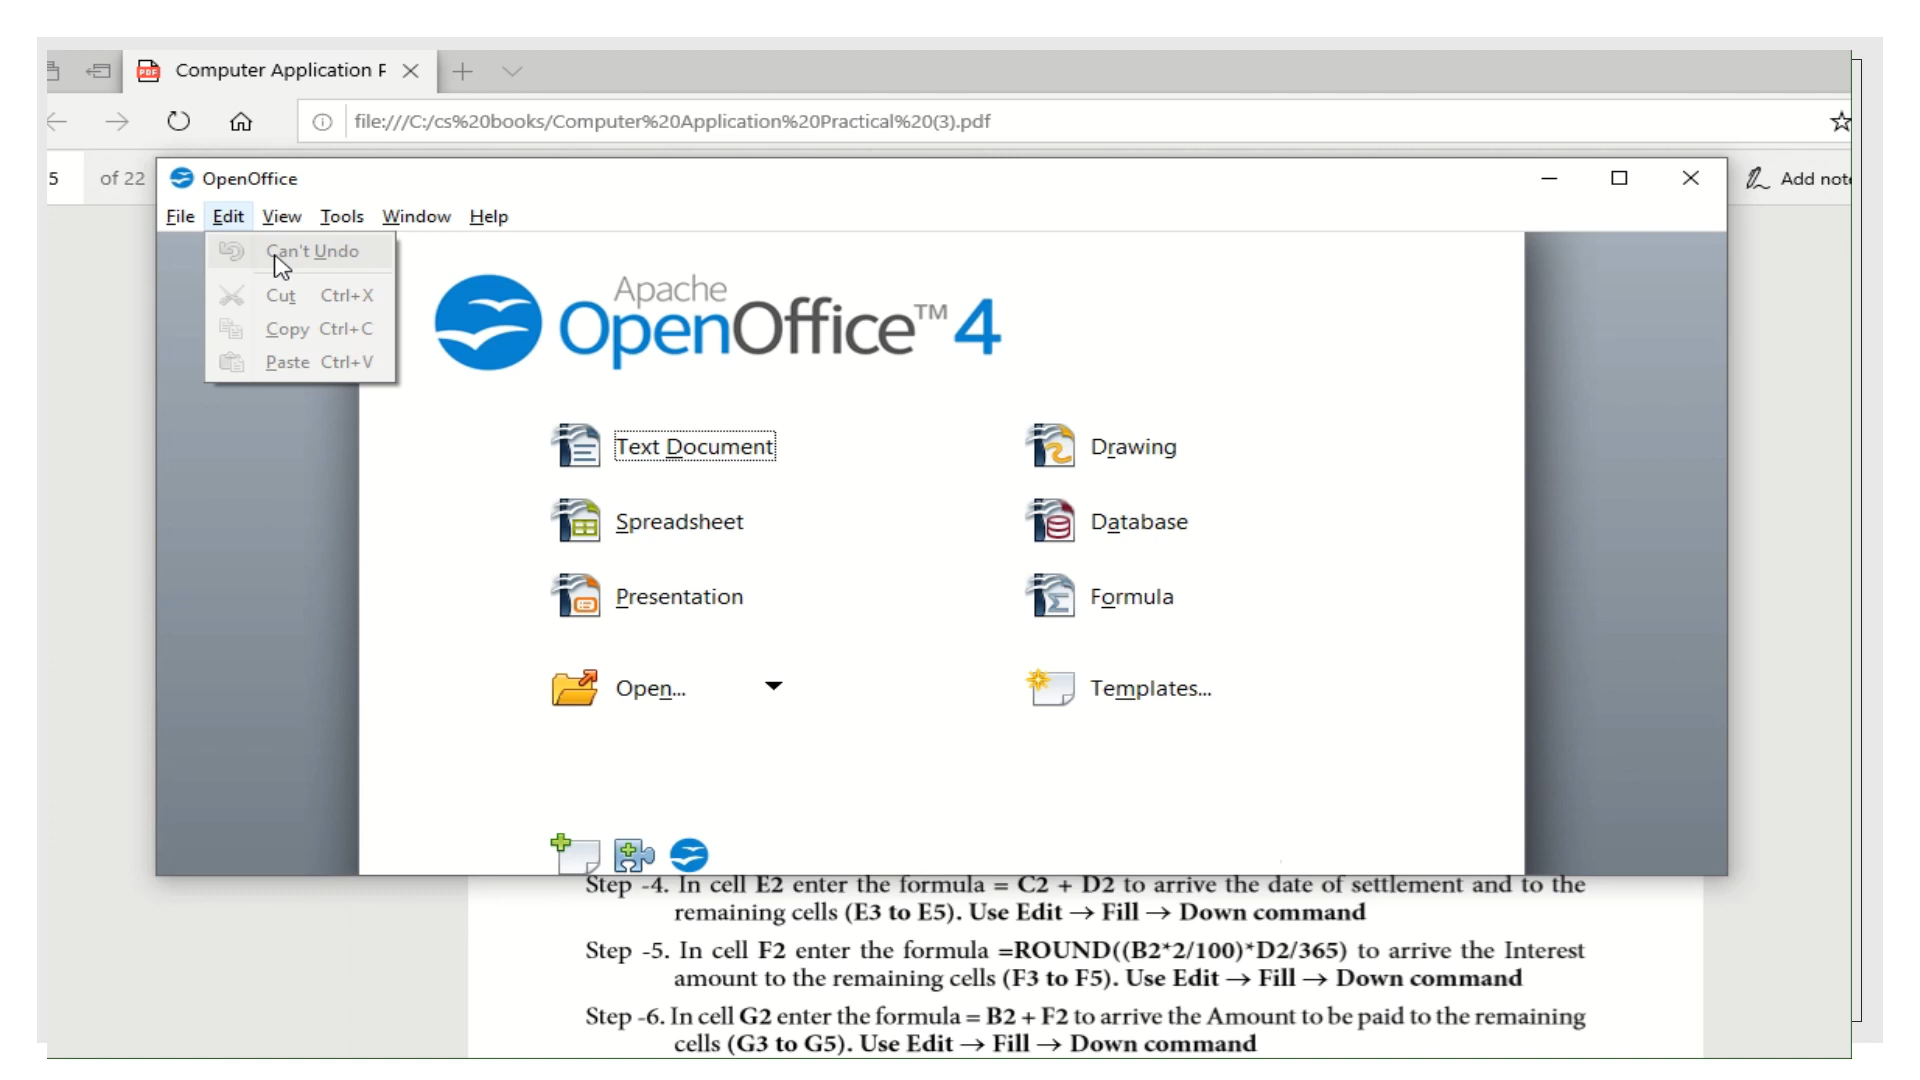 Computer Application F
file:///C:/cs%20books/Computer%20Application%20Practical%20(3).pdf
5 of 22
OpenOffice
Add note
File Edit View Tools Window Help
Can't Undo
Cut Ctrl+X
Copy Ctrl+C
Paste Ctrl+V
Apache
OpenOffice™ 4
Text Document
Drawing
Spreadsheet
Database
Presentation
Formula
Open...
Templates...
Step -4. In cell E2 enter the formula = C2 + D2 to arrive the date of settlement and to the
remaining cells (E3 to E5). Use Edit → Fill → Down command
Step -5. In cell F2 enter the formula =ROUND((B2*2/100)*D2/365) to arrive the Interest
amount to the remaining cells (F3 to F5). Use Edit → Fill → Down command
Step -6. In cell G2 enter the formula = B2 + F2 to arrive the Amount to be paid to the remaining
cells (G3 to G5). Use Edit → Fill → Down command